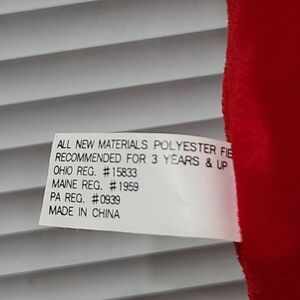 ALL NEW MATERIALS POLYESTER
RECOMMENDED FOR 3 YEARS & UP
OHIO REG. #15833
MAINE REG. #1959
PA REG. #0939
MADE IN CHINA